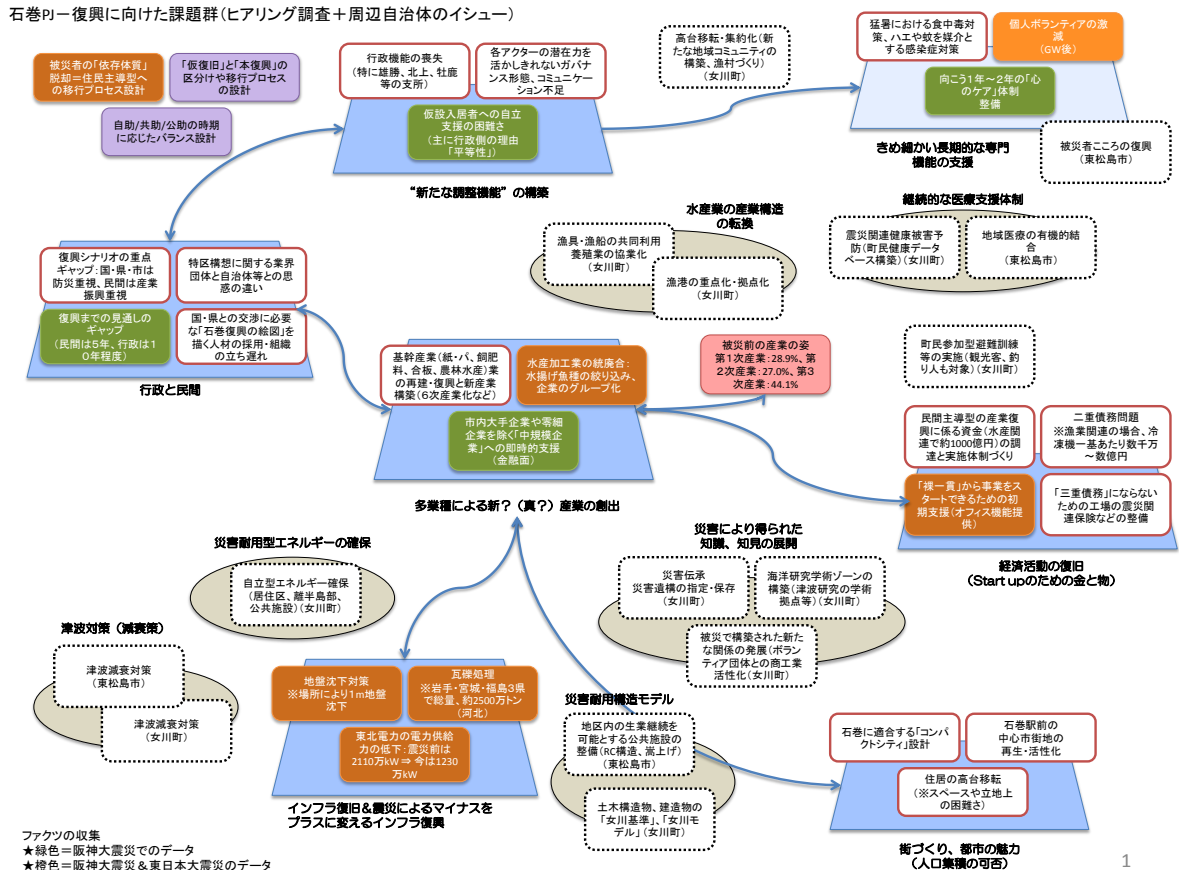 石巻PJ－復興に向けた課題群（ヒアリング調査＋周辺自治体のイシュー）
被災者の「依存体質」
脱却＝住民主導型へ
の移行プロセス設計
「仮復旧」と「本復興」の
区分けや移行プロセス
の設計
自助/共助/公助の時期
に応じたバランス設計
行政機能の喪失
（特に雄勝、北上、牡鹿
等の支所）
各アクターの潜在力を
活かしきれないガバナ
ンス形態、コミュニケー
ション不足
仮設入居者への自立
支援の困難さ
（主に行政側の理由
「平等性」）
“新たな調整機能”の構築
高台移転・集約化（新
たな地域コミュニティの
構築、漁村づくり）
（女川町）
猛暑における食中毒対
策、ハエや蚊を媒介と
する感染症対策
個人ボランティアの激
減
（GW後）
向こう1年～2年の「心
のケア」体制
整備
きめ細かい長期的な専門
機能の支援
被災者こころの復興
（東松島市）
継続的な医療支援体制
震災関連健康被害予
防（町民健康データ
ベース構築）（女川町）
地域医療の有機的結
合
（東松島市）
水産業の産業構造
の転換
漁具・漁船の共同利用
養殖業の協業化
（女川町）
漁港の重点化・拠点化
（女川町）
復興シナリオの重点
ギャップ：国・県・市は
防災重視、民間は産業
振興重視
特区構想に関する業界
団体と自治体等との思
惑の違い
復興までの見通しの
ギャップ
（民間は5年、行政は1
0年程度）
国・県との交渉に必要
な「石巻復興の絵図」を
描く人材の採用・組織
の立ち遅れ
行政と民間
基幹産業（紙・パ、飼肥
料、合板、農林水産）業
の再建・復興と新産業
構築（6次産業化など）
水産加工業の統廃合：
水揚げ魚種の絞り込み、
企業のグループ化
市内大手企業や零細
企業を除く「中規模企
業」への即時的支援
（金融面）
多業種による新？（真？）産業の創出
被災前の産業の姿
第1次産業：28.9%、第
2次産業：27.0%、第3
次産業：44.1%
町民参加型避難訓練
等の実施（観光客、釣
り人も対象）（女川町）
民間主導型の産業復
興に係る資金（水産関
連で約1000億円）の調
達と実施体制づくり
二重債務問題
※漁業関連の場合、冷
凍機一基あたり数千万
～数億円
「裸一貫」から事業をス
タートできるための初
期支援（オフィス機能提
供）
「三重債務」にならない
ための工場の震災関
連保険などの整備
経済活動の復旧
（Start upのための金と物）
災害耐用型エネルギーの確保
自立型エネルギー確保
（居住区、離半島部、
公共施設）（女川町）
災害により得られた
知識、知見の展開
災害伝承
災害遺構の指定・保存
（女川町）
海洋研究学術ゾーンの
構築（津波研究の学術
拠点等）（女川町）
被災で構築された新た
な関係の発展（ボラン
ティア団体との商工業
活性化（女川町）
津波対策（減衰策）
津波減衰対策
（東松島市）
津波減衰対策
（女川町）
地盤沈下対策
※場所により1ｍ地盤
沈下
瓦礫処理
※岩手・宮城・福島3県
で総量、約2500万トン
（河北）
東北電力の電力供給
力の低下：震災前は
2110万kW ⇒ 今は1230
万kW
インフラ復旧＆震災によるマイナスを
プラスに変えるインフラ復興
災害耐用構造モデル
地区内の生業継続を
可能とする公共施設の
整備（RC構造、嵩上げ）
（東松島市）
土木構造物、建造物の
「女川基準」、「女川モ
デル」（女川町）
石巻に適合する「コンパ
クトシティ」設計
石巻駅前の
中心市街地の
再生・活性化
住居の高台移転
（※スペースや立地上
の困難さ）
街づくり、都市の魅力
（人口集積の可否）
ファクツの収集
★緑色＝阪神大震災でのデータ
★橙色＝阪神大震災＆東日本大震災のデータ
1